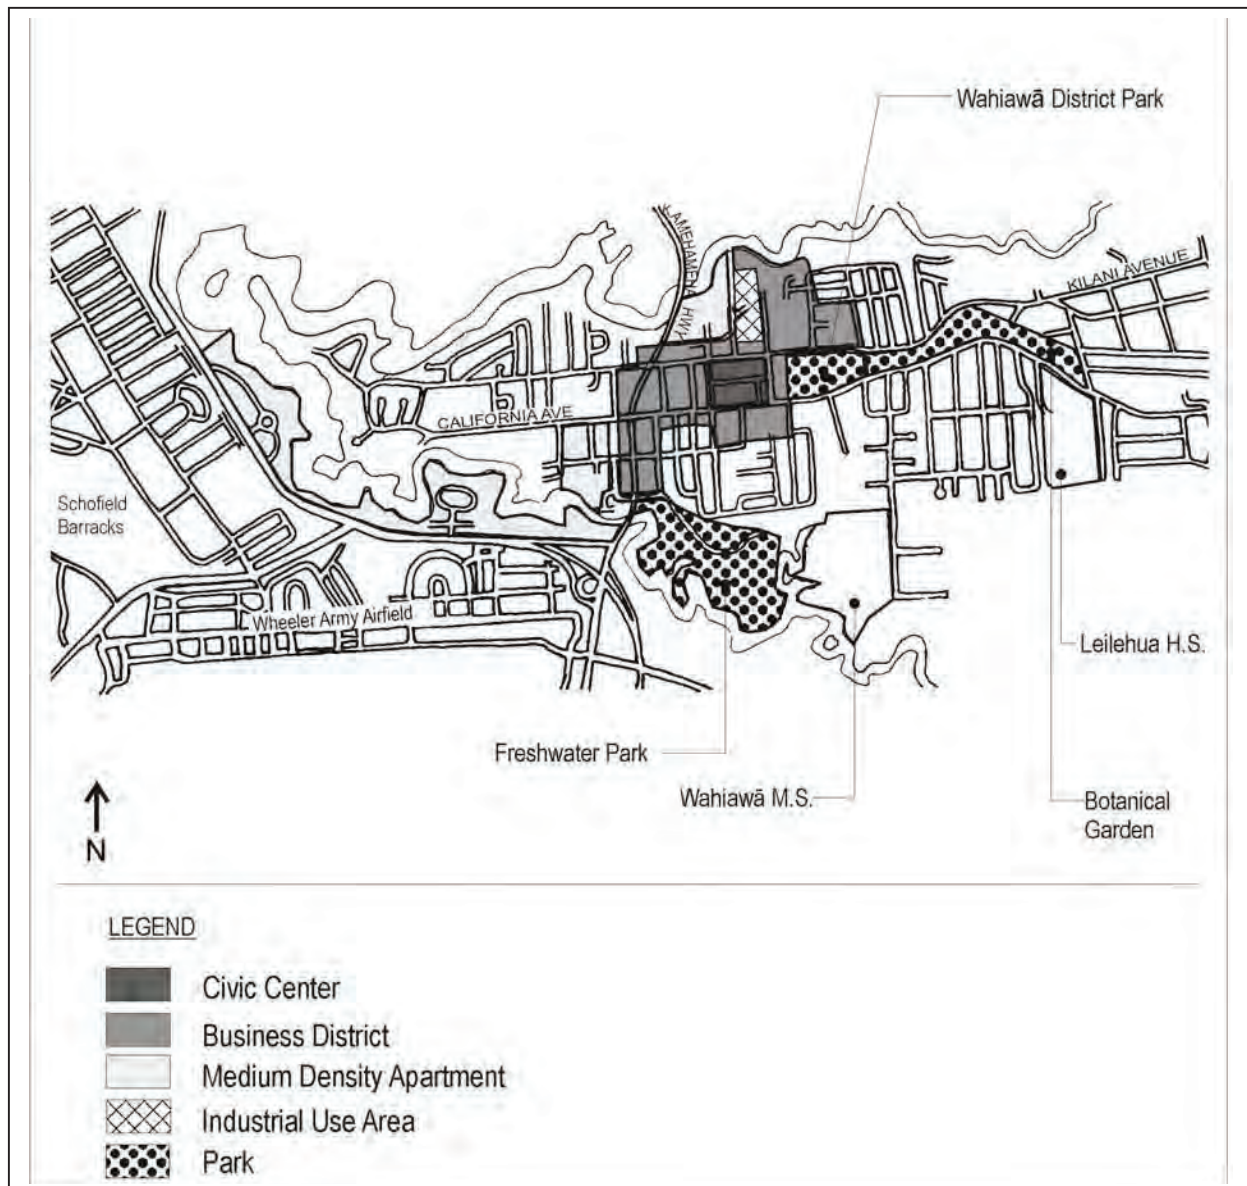 Wahiawā District Park
KAMEHAMEHA HWY
KILANI AVENUE
CALIFORNIA AVE
Schofield
Barracks
Wheeler Army Airfield
Leilehua H.S.
Freshwater Park
Wahiawā M.S.
Botanical
Garden
N
LEGEND
Civic Center
Business District
Medium Density Apartment
Industrial Use Area
Park